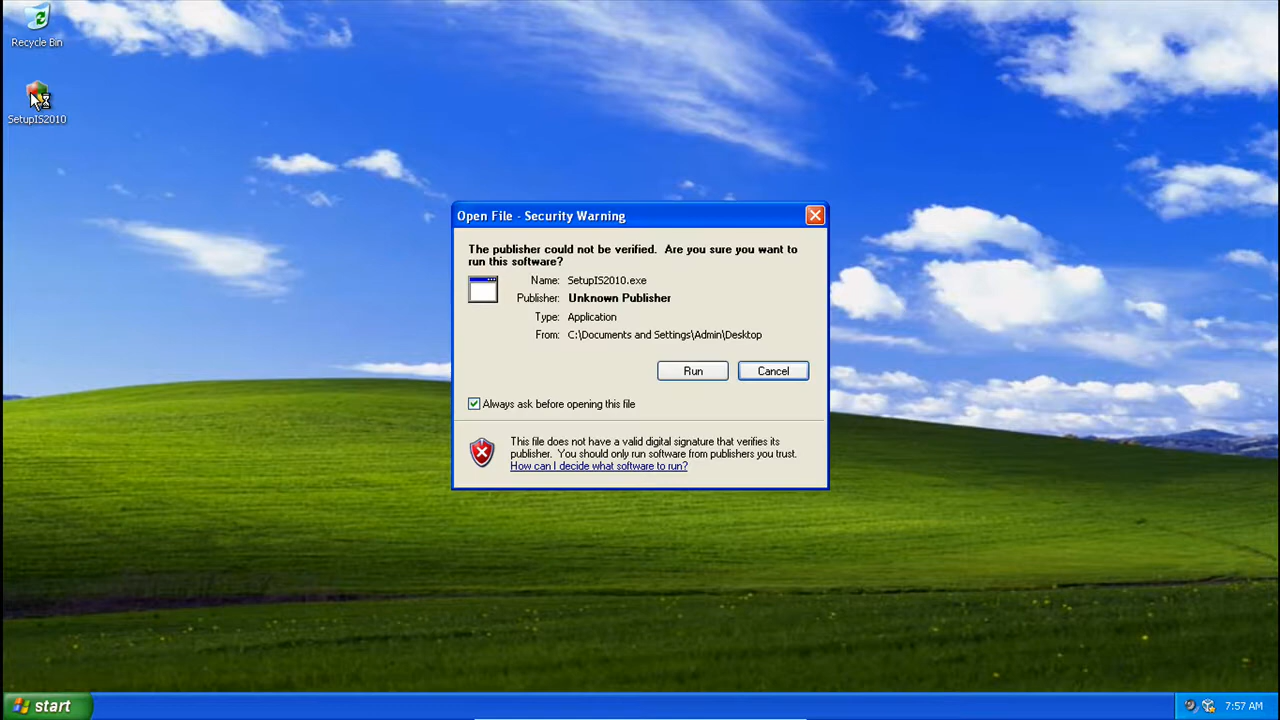 Recycle Bin
SetupIS2010
Open File - Security Warning
The publisher could not be verified.  Are you sure you want to
run this software?
Name: SetupIS2010.exe
Publisher: Unknown Publisher
Type: Application
From: C:\Documents and Settings\Admin\Desktop
Run Cancel
Always ask before opening this file
This file does not have a valid digital signature that verifies its
publisher.  You should only run software from publishers you trust.
How can I decide what software to run?
start 7:57 AM